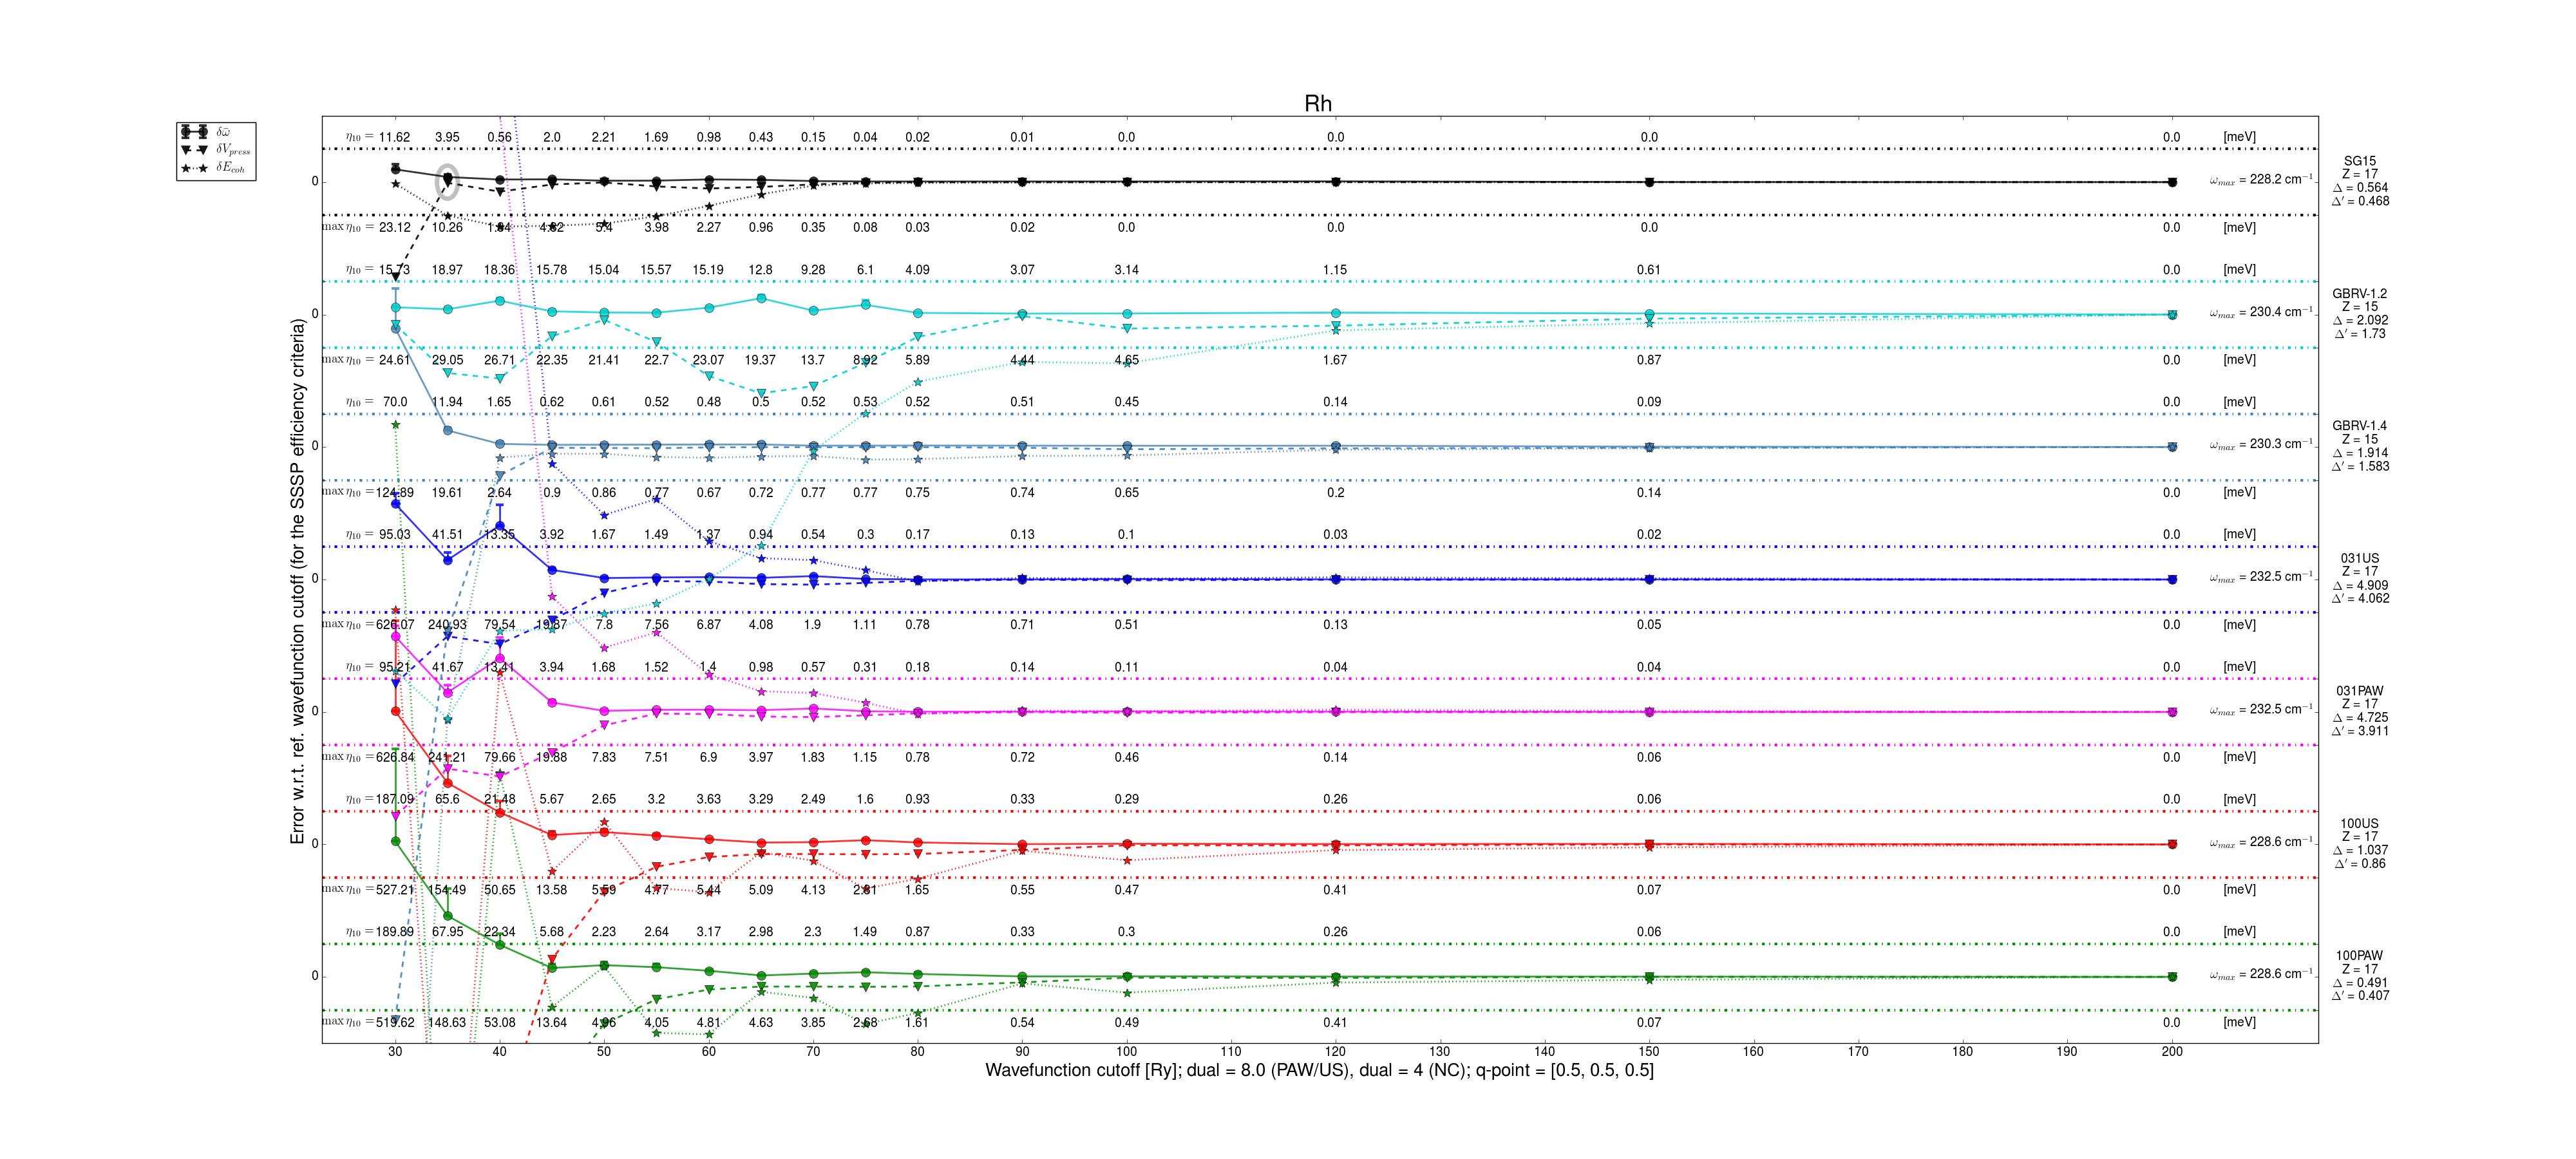 Rh
δω̄
δV_press
δE_coh
Error w.r.t. ref. wavefunction cutoff (for the SSSP efficiency criteria)
η10 = 11.62 3.95 0.56 2.0 2.21 1.69 0.98 0.43 0.15 0.04 0.02 0.01 0.0 0.0 0.0 0.0 [meV]
0 ω_max = 228.2 cm−1
SG15
Z = 17
Δ = 0.564
Δ′ = 0.468
max η10 = 23.12 10.26 1.84 4.82 5.4 3.98 2.27 0.96 0.35 0.08 0.03 0.02 0.0 0.0 0.0 0.0 [meV]
η10 = 15.73 18.97 18.36 15.78 15.04 15.57 15.19 12.8 9.28 6.1 4.09 3.07 3.14 1.15 0.61 0.0 [meV]
0 ω_max = 230.4 cm−1
GBRV-1.2
Z = 15
Δ = 2.092
Δ′ = 1.73
max η10 = 24.61 29.05 26.71 22.35 21.41 22.7 23.07 19.37 13.7 8.92 5.89 4.44 4.65 1.67 0.87 0.0 [meV]
η10 = 70.0 11.94 1.65 0.62 0.61 0.52 0.48 0.5 0.52 0.53 0.52 0.51 0.45 0.14 0.09 0.0 [meV]
0 ω_max = 230.3 cm−1
GBRV-1.4
Z = 15
Δ = 1.914
Δ′ = 1.583
max η10 = 124.89 19.61 2.64 0.9 0.86 0.77 0.67 0.72 0.77 0.77 0.75 0.74 0.65 0.2 0.14 0.0 [meV]
η10 = 95.03 41.51 13.35 3.92 1.67 1.49 1.37 0.94 0.54 0.3 0.17 0.13 0.1 0.03 0.02 0.0 [meV]
0 ω_max = 232.5 cm−1
031US
Z = 17
Δ = 4.909
Δ′ = 4.062
max η10 = 626.07 240.93 79.54 19.87 7.8 7.56 6.87 4.08 1.9 1.11 0.78 0.71 0.51 0.13 0.05 0.0 [meV]
η10 = 95.21 41.67 13.41 3.94 1.68 1.52 1.4 0.98 0.57 0.31 0.18 0.14 0.11 0.04 0.04 0.0 [meV]
0 ω_max = 232.5 cm−1
031PAW
Z = 17
Δ = 4.725
Δ′ = 3.911
max η10 = 626.84 241.21 79.66 19.88 7.83 7.51 6.9 3.97 1.83 1.15 0.78 0.72 0.46 0.14 0.06 0.0 [meV]
η10 = 187.09 65.6 21.48 5.67 2.65 3.2 3.63 3.29 2.49 1.6 0.93 0.33 0.29 0.26 0.06 0.0 [meV]
0 ω_max = 228.6 cm−1
100US
Z = 17
Δ = 1.037
Δ′ = 0.86
max η10 = 527.21 154.49 50.65 13.58 5.59 4.77 5.44 5.09 4.13 2.81 1.65 0.55 0.47 0.41 0.07 0.0 [meV]
η10 = 189.89 67.95 22.34 5.68 2.23 2.64 3.17 2.98 2.3 1.49 0.87 0.33 0.3 0.26 0.06 0.0 [meV]
0 ω_max = 228.6 cm−1
100PAW
Z = 17
Δ = 0.491
Δ′ = 0.407
max η10 = 519.62 148.63 53.08 13.64 4.96 4.05 4.81 4.63 3.85 2.68 1.61 0.54 0.49 0.41 0.07 0.0 [meV]
30 40 50 60 70 80 90 100 110 120 130 140 150 160 170 180 190 200
Wavefunction cutoff [Ry]; dual = 8.0 (PAW/US), dual = 4 (NC); q-point = [0.5, 0.5, 0.5]